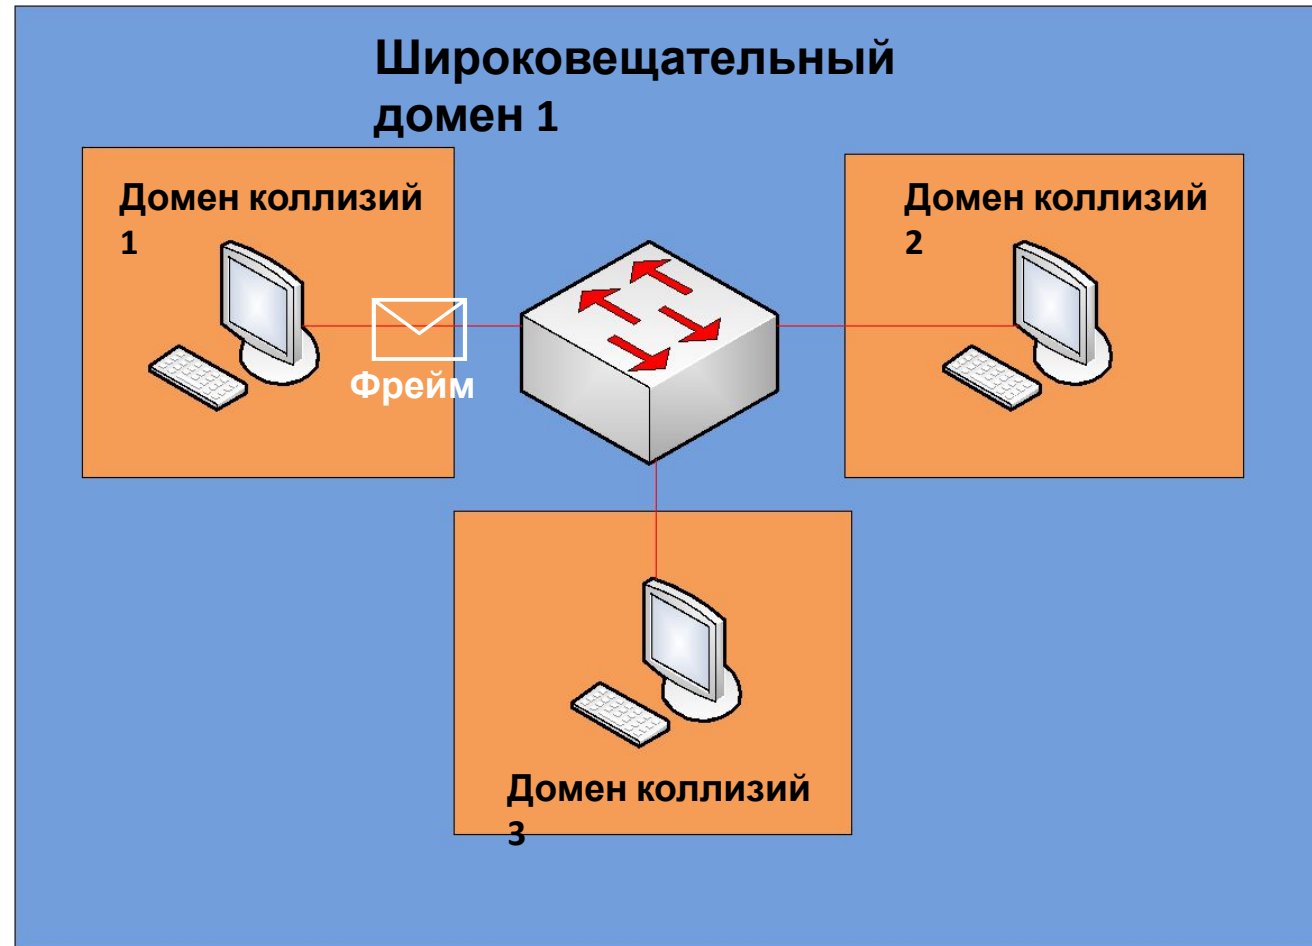 Широковещательный
домен 1
Домен коллизий
1
Домен коллизий
2
Фрейм
Домен коллизий
3